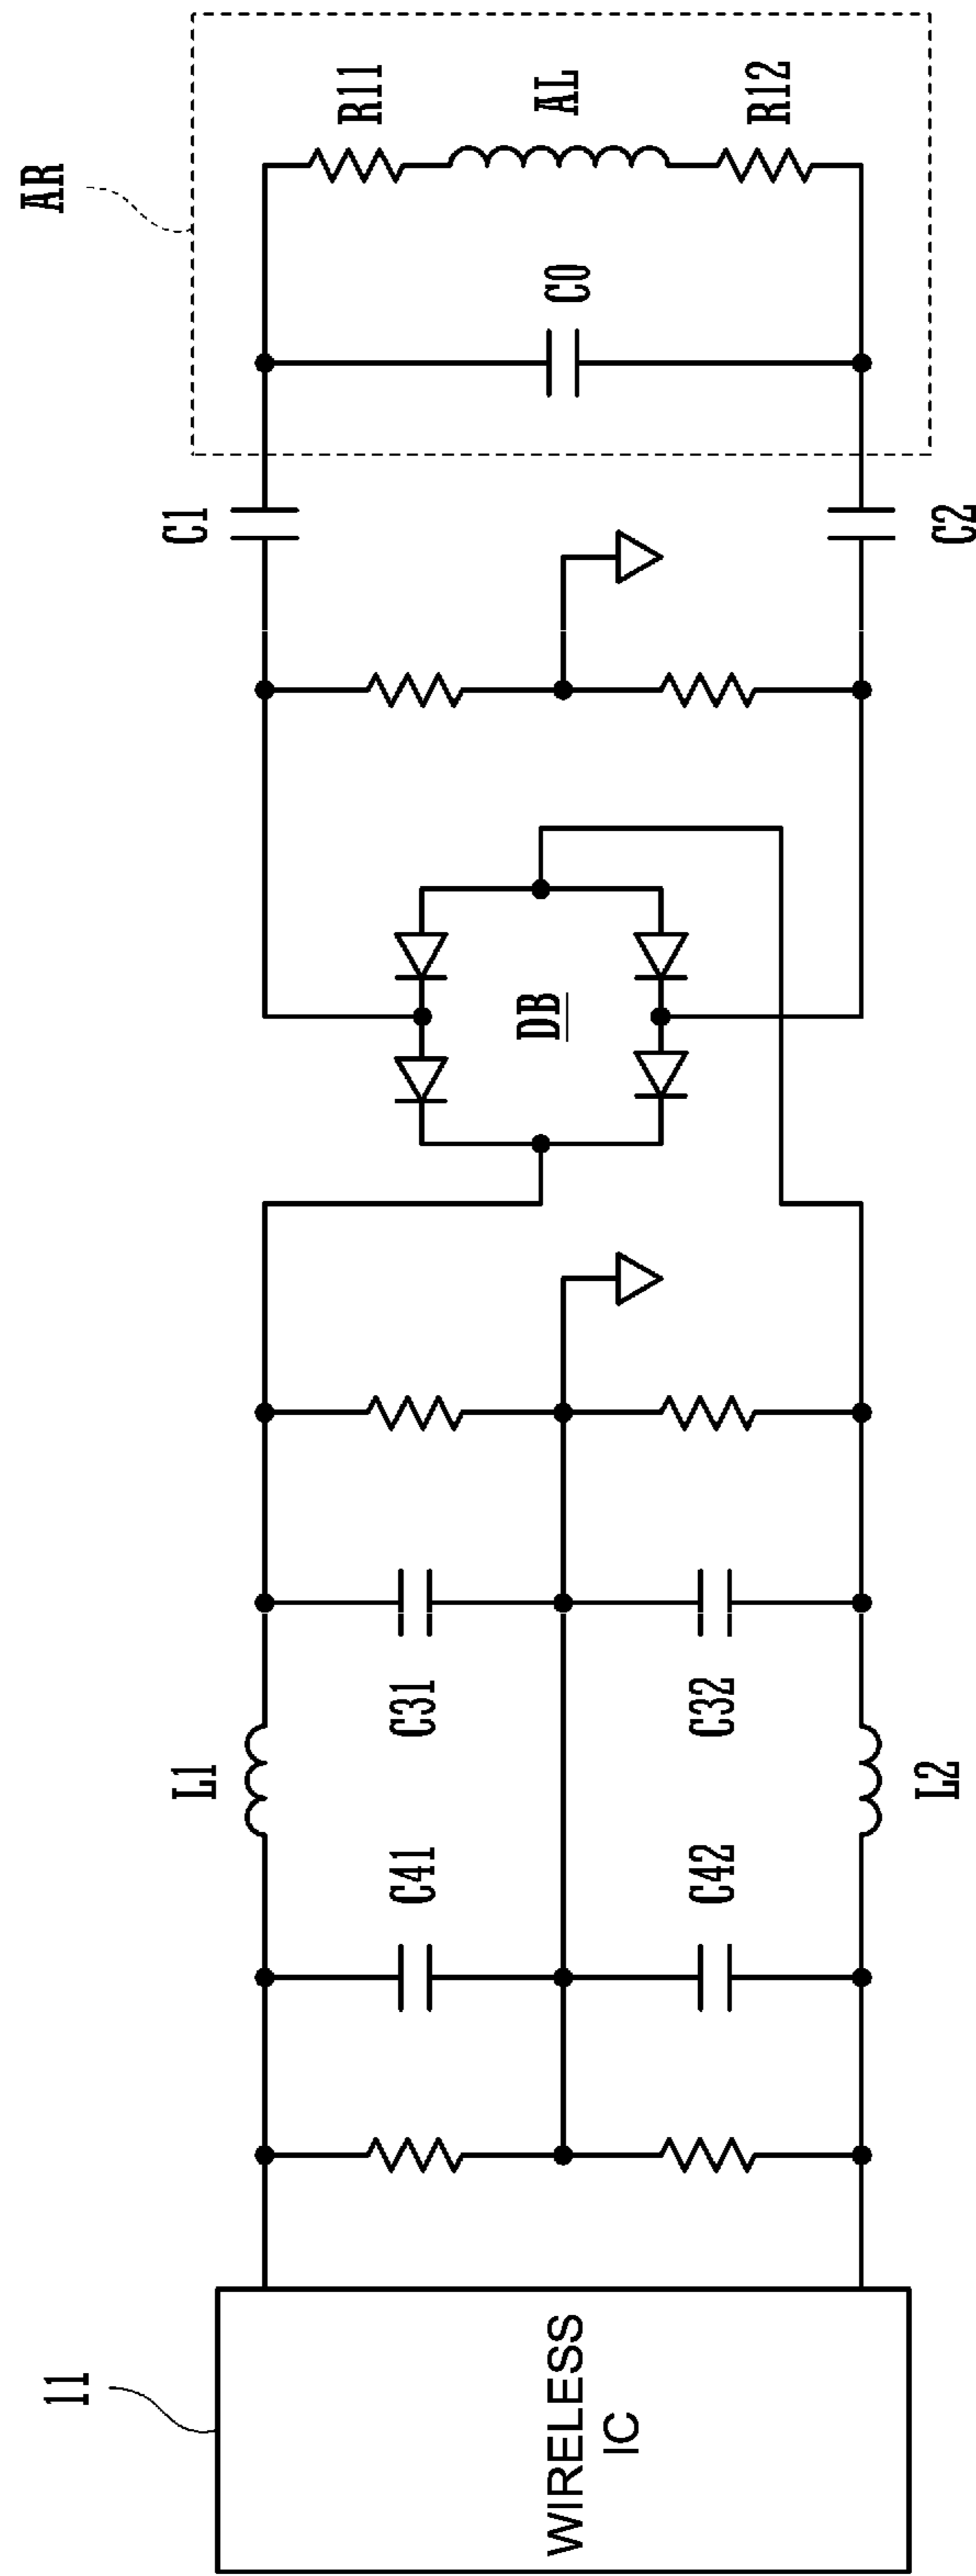 11
WIRELESS
IC
C41
C42
L1
L2
C31
C32
DB
C1
C2
AR
C0
R11
AL
R12